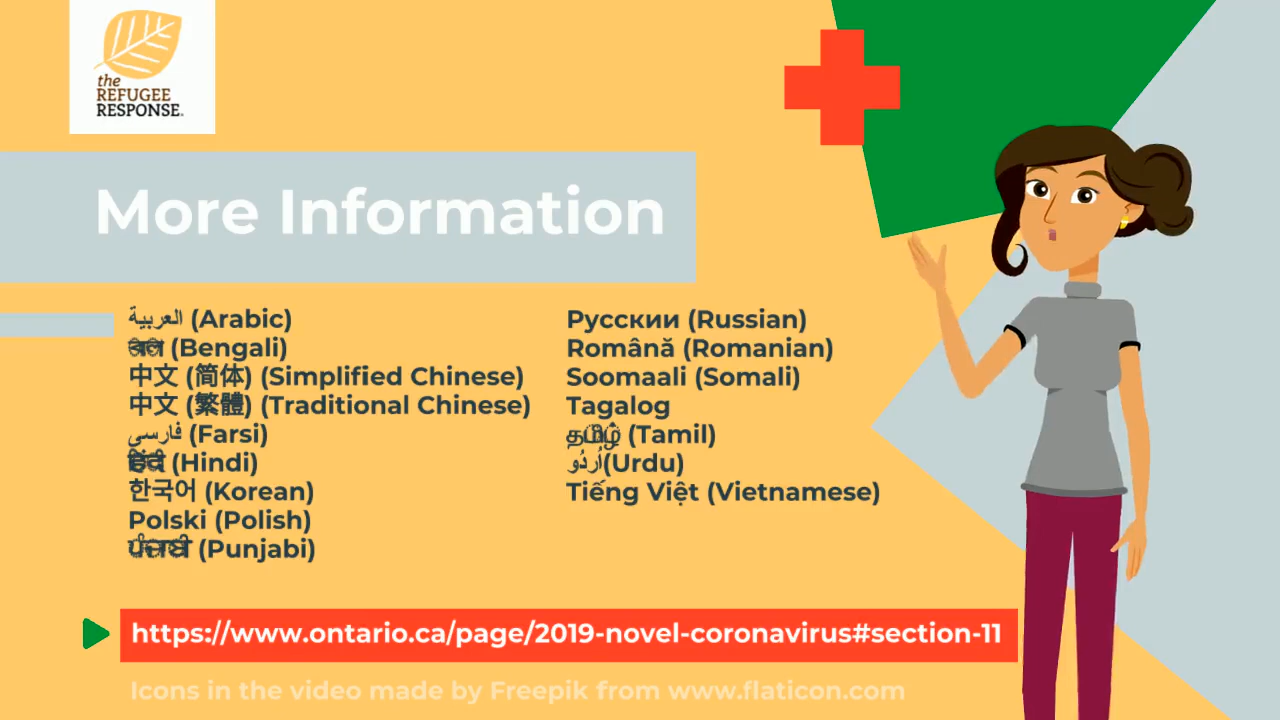 the
REFUGEE
RESPONSE.
More Information
العربية (Arabic)
(Bengali)
中文 (简体) (Simplified Chinese)
中文 (繁體) (Traditional Chinese)
فارسی (Farsi)
(Hindi)
한국어 (Korean)
Polski (Polish)
(Punjabi)
Русскии (Russian)
Română (Romanian)
Soomaali (Somali)
Tagalog
(Tamil)
اُردُو(Urdu)
Tiếng Việt (Vietnamese)
https://www.ontario.ca/page/2019-novel-coronavirus#section-11
Icons in the video made by Freepik from www.flaticon.com